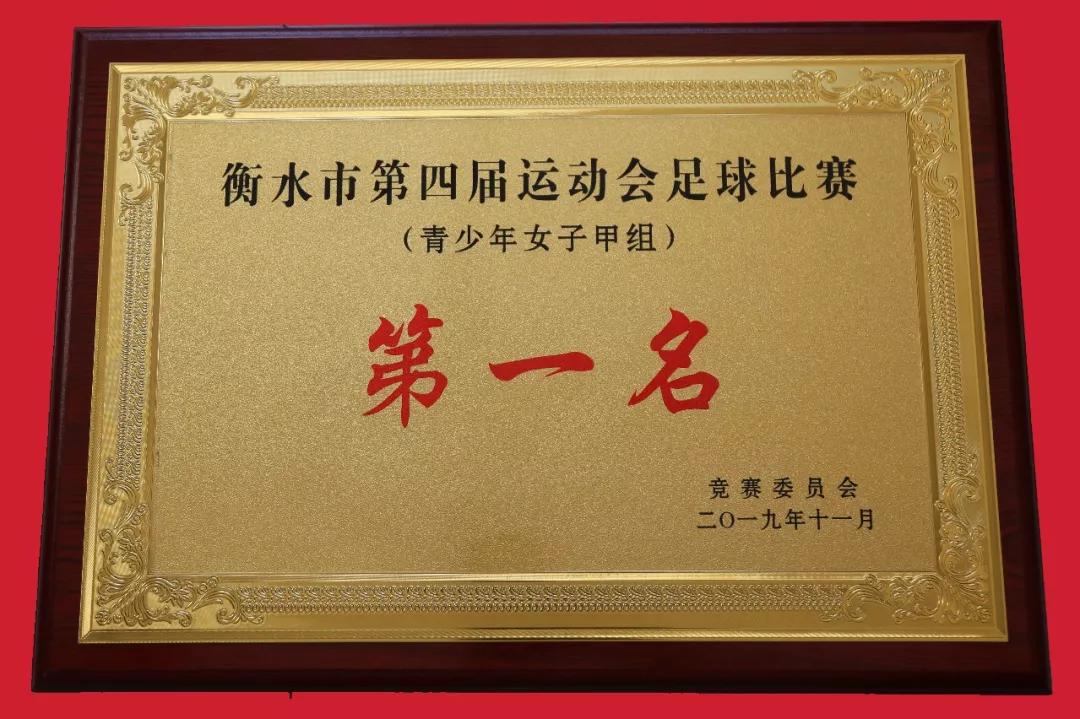 衡水市第四届运动会足球比赛
（青少年女子甲组）
第一名
竞赛委员会
二〇一九年十一月